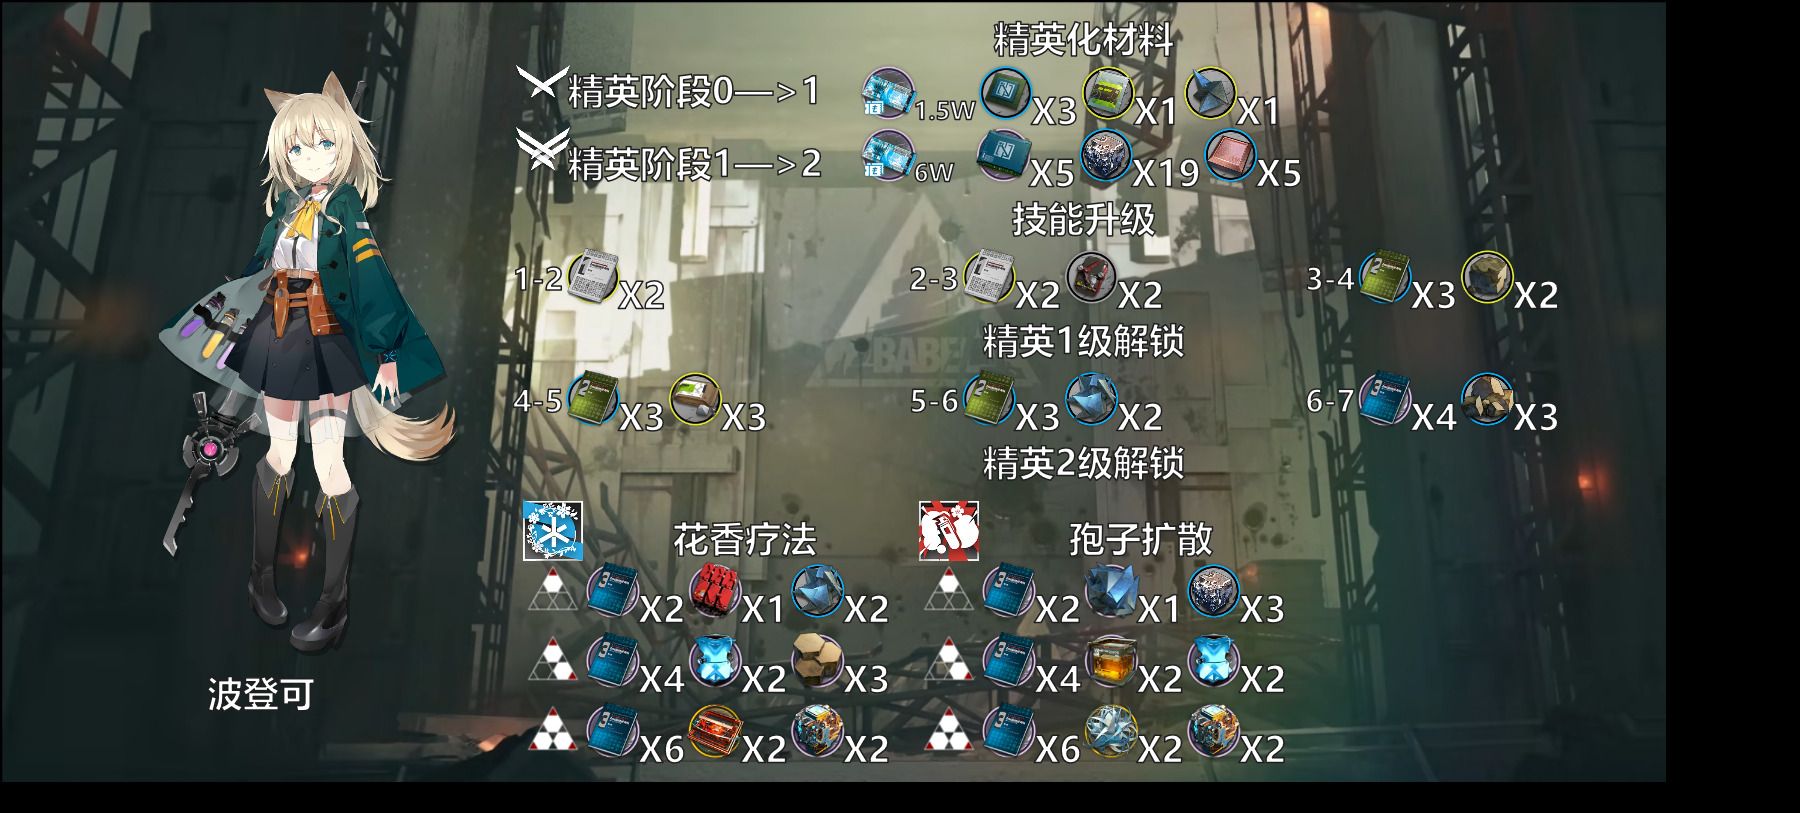 精英化材料
精英阶段0—>1 1.5W X3 X1 X1
精英阶段1—>2 6W X5 X19 X5
技能升级
1-2 X2 2-3 X2 X2 3-4 X3 X2
精英1级解锁
4-5 X3 X3 5-6 X3 X2 6-7 X4 X3
精英2级解锁
花香疗法 孢子扩散
X2 X1 X2 X2 X1 X3
X4 X2 X3 X4 X2 X2
X6 X2 X2 X6 X2 X2
波登可